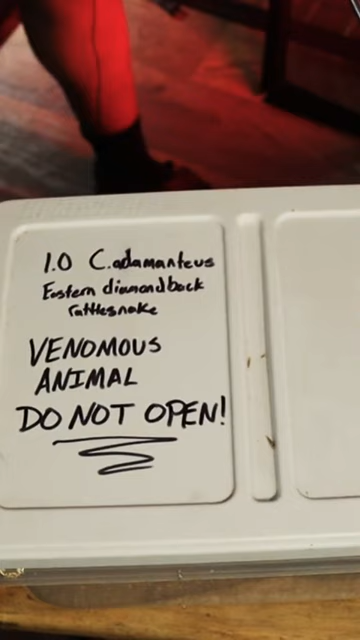 1.0 C.adamanteus
Eastern diamondback
rattlesnake
VENOMOUS
ANIMAL
DO NOT OPEN!